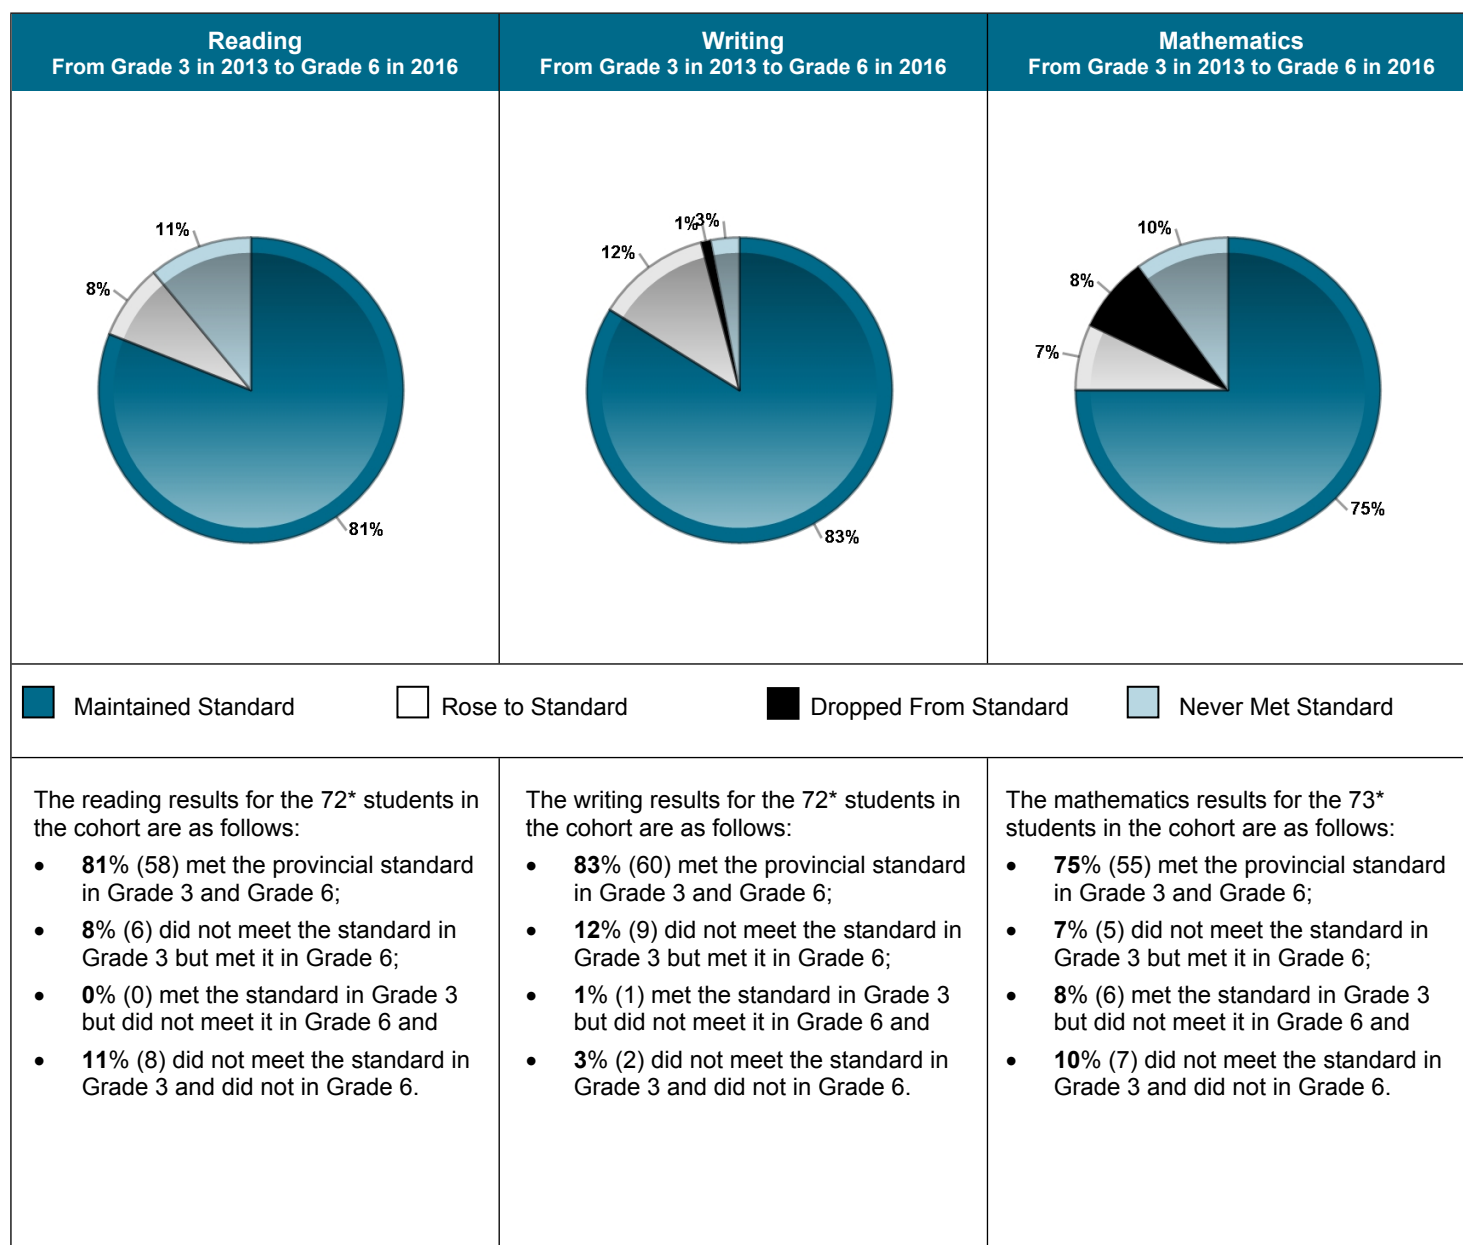 Reading
From Grade 3 in 2013 to Grade 6 in 2016
Writing
From Grade 3 in 2013 to Grade 6 in 2016
Mathematics
From Grade 3 in 2013 to Grade 6 in 2016
11%
8%
81%
1%
3%
12%
83%
10%
8%
7%
75%
Maintained Standard
Rose to Standard
Dropped From Standard
Never Met Standard
The reading results for the 72* students in
the cohort are as follows:
• 81% (58) met the provincial standard
in Grade 3 and Grade 6;
• 8% (6) did not meet the standard in
Grade 3 but met it in Grade 6;
• 0% (0) met the standard in Grade 3
but did not meet it in Grade 6 and
• 11% (8) did not meet the standard in
Grade 3 and did not in Grade 6.
The writing results for the 72* students in
the cohort are as follows:
• 83% (60) met the provincial standard
in Grade 3 and Grade 6;
• 12% (9) did not meet the standard in
Grade 3 but met it in Grade 6;
• 1% (1) met the standard in Grade 3
but did not meet it in Grade 6 and
• 3% (2) did not meet the standard in
Grade 3 and did not in Grade 6.
The mathematics results for the 73*
students in the cohort are as follows:
• 75% (55) met the provincial standard
in Grade 3 and Grade 6;
• 7% (5) did not meet the standard in
Grade 3 but met it in Grade 6;
• 8% (6) met the standard in Grade 3
but did not meet it in Grade 6 and
• 10% (7) did not meet the standard in
Grade 3 and did not in Grade 6.